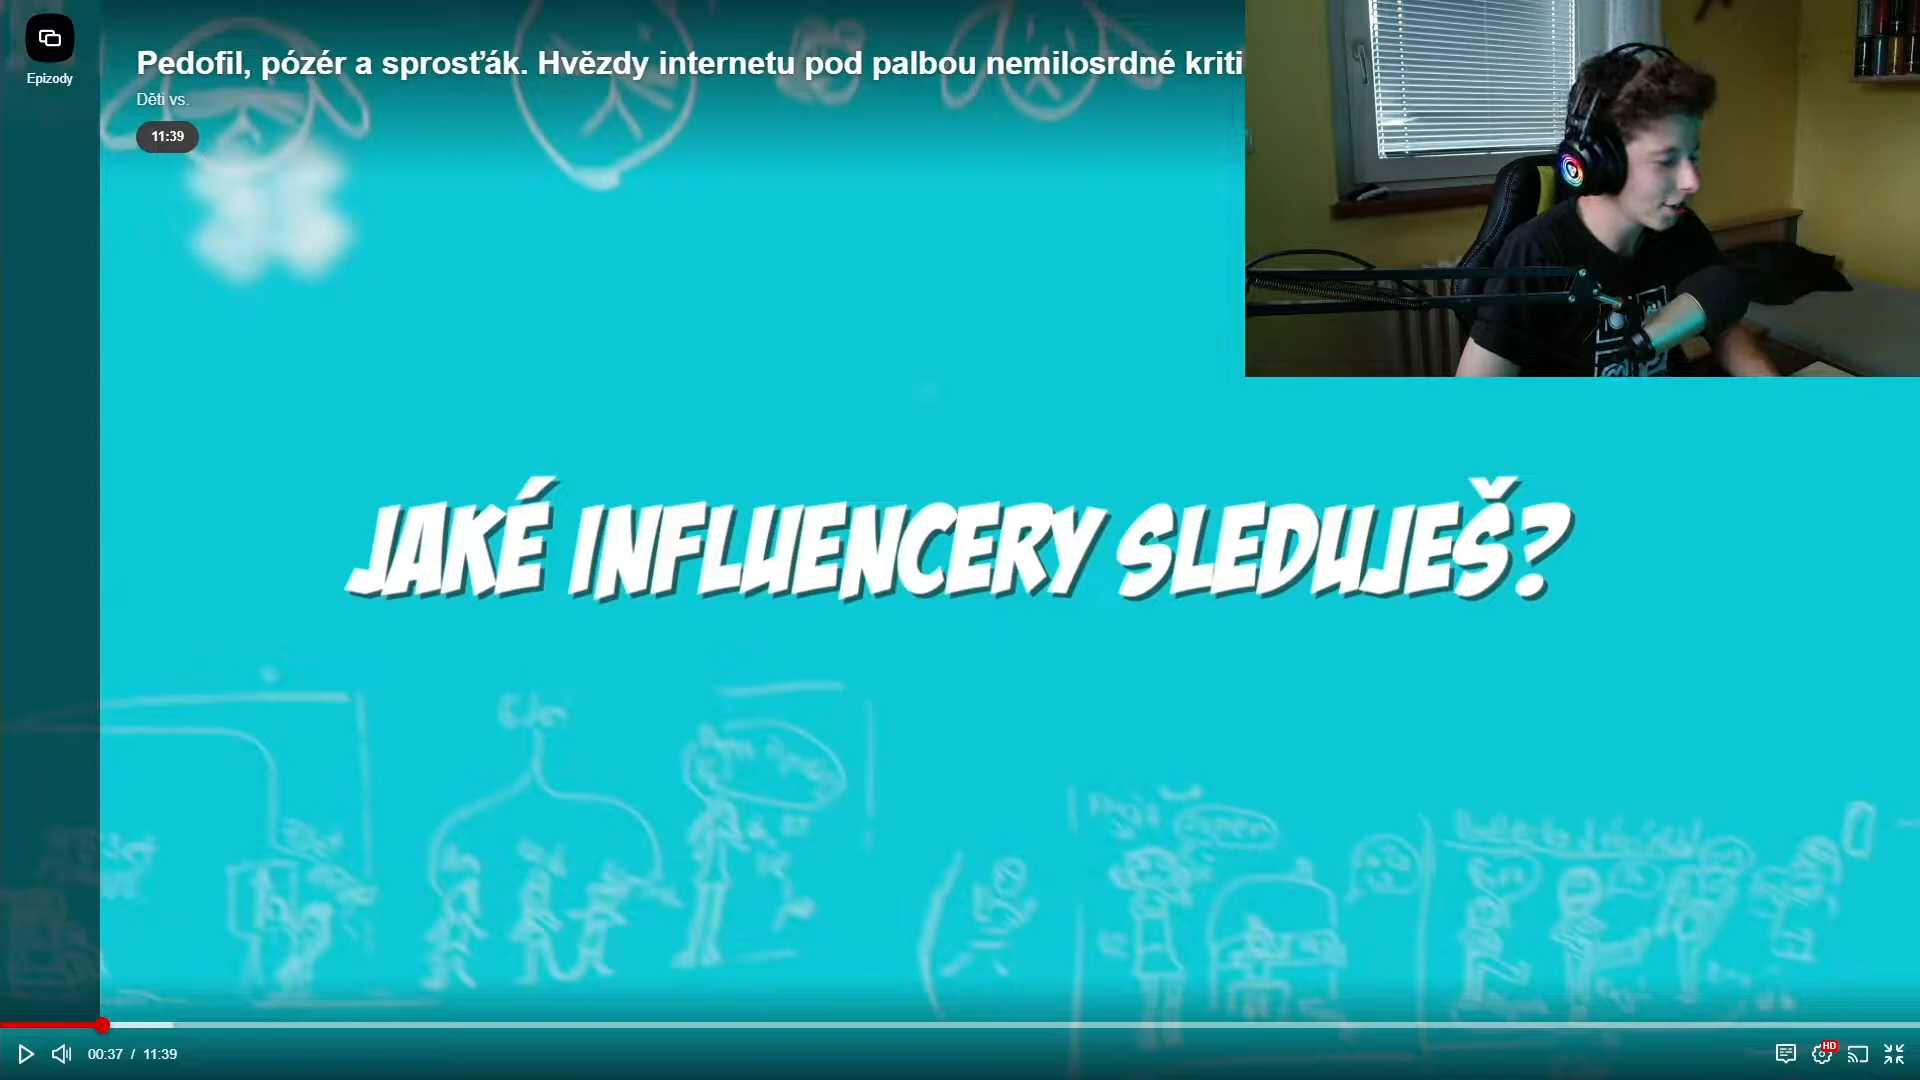 Pedofil, pózér a sprosťák. Hvězdy internetu pod palbou nemilosrdné kriti
Epizody
Děti vs.
11:39
JAKÉ INFLUENCERY SLEDUJEŠ?
00:37 / 11:39
HD